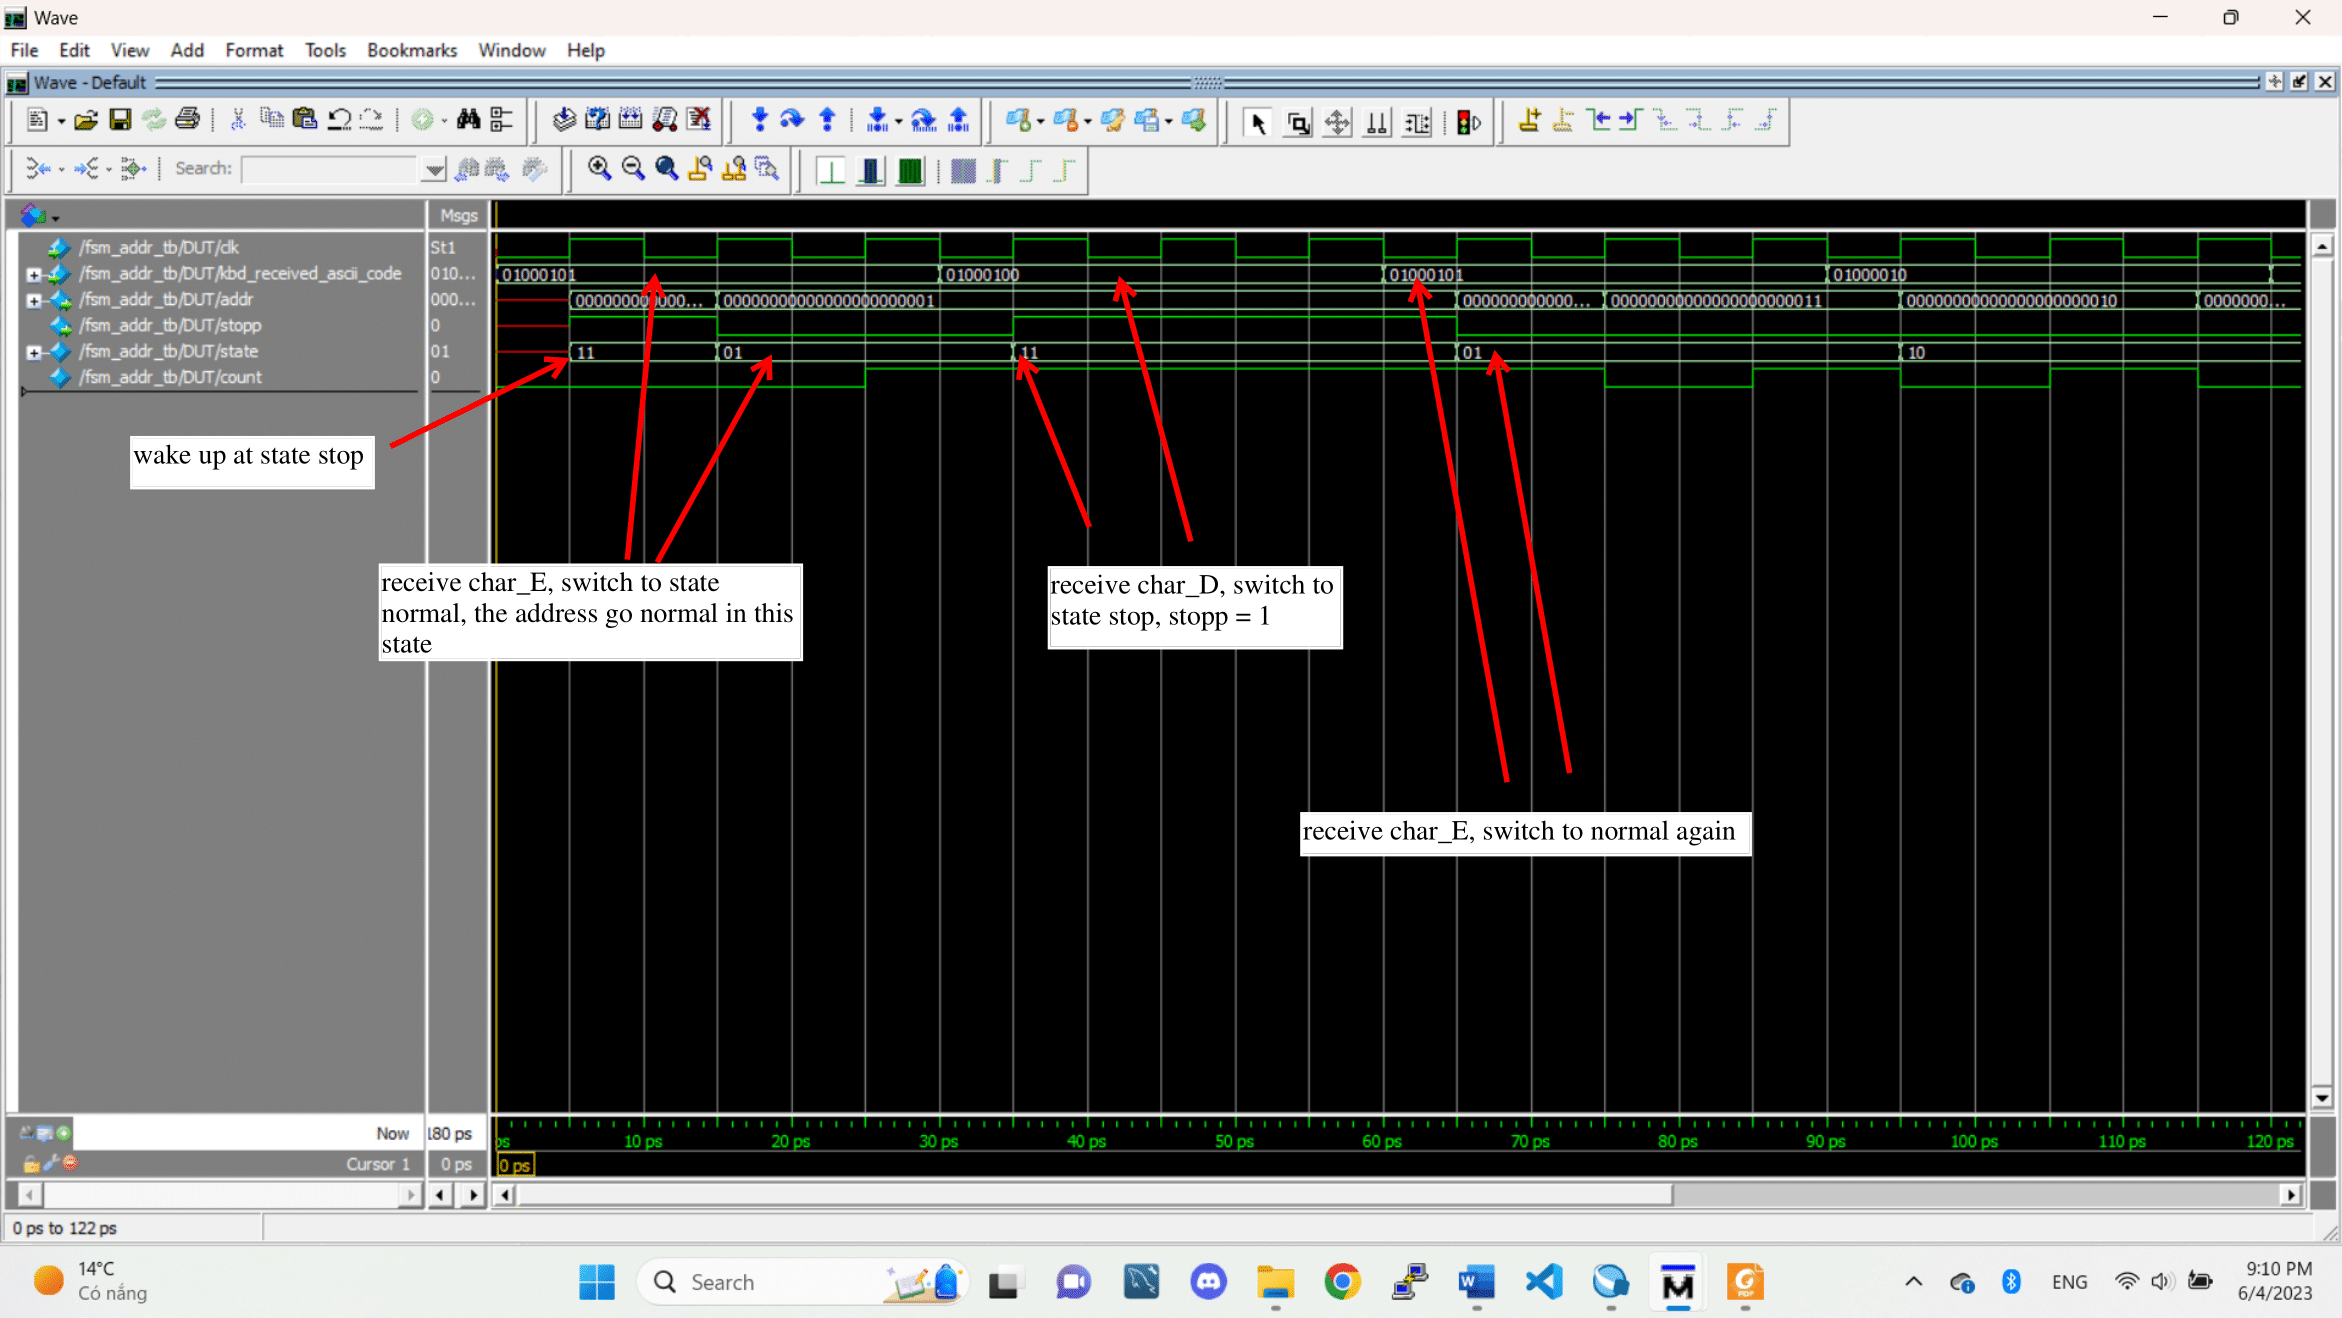 Wave
File Edit View Add Format Tools Bookmarks Window Help
Wave - Default
Search:
Msgs
/fsm_addr_tb/DUT/clk St1
/fsm_addr_tb/DUT/kbd_received_ascii_code 010... 01000101 01000100 01000101 01000010
/fsm_addr_tb/DUT/addr 000... 000000000000... 00000000000000000000001 000000000000... 00000000000000000000011 00000000000000000000010 0000000...
/fsm_addr_tb/DUT/stopp 0
/fsm_addr_tb/DUT/state 01 11 01 11 01 10
/fsm_addr_tb/DUT/count 0
wake up at state stop
receive char_E, switch to state
normal, the address go normal in this
state
receive char_D, switch to
state stop, stopp = 1
receive char_E, switch to normal again
Now 180 ps ps 10 ps 20 ps 30 ps 40 ps 50 ps 60 ps 70 ps 80 ps 90 ps 100 ps 110 ps 120 ps
Cursor 1 0 ps 0 ps
0 ps to 122 ps
14°C
Có nắng
Search
ENG
9:10 PM
6/4/2023